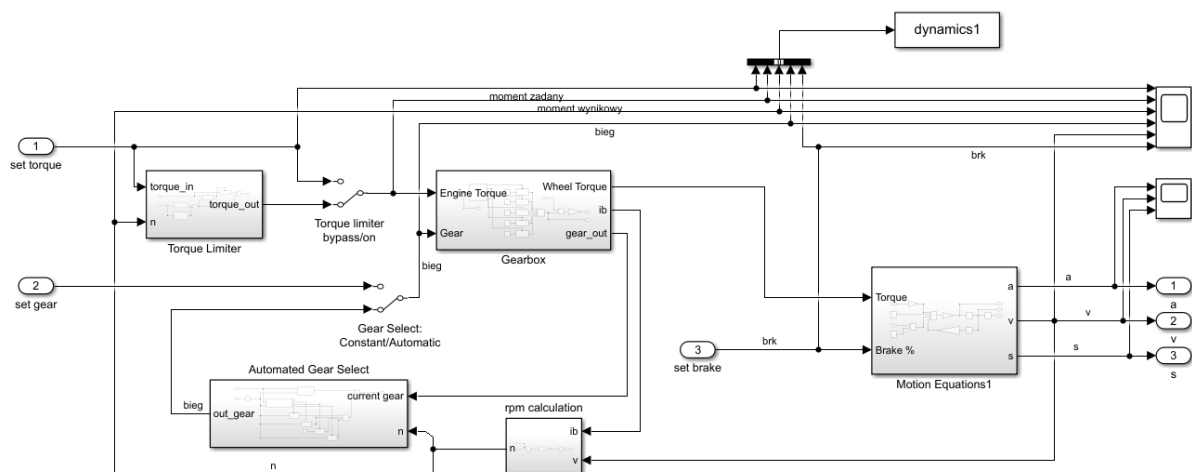 dynamics1
moment zadany
moment wynikowy
bieg
brk
1
set torque
torque_in
torque_out
n
Torque Limiter
Torque limiter
bypass/on
Engine Torque
Wheel Torque
ib
Gear
gear_out
Gearbox
bieg
2
set gear
Gear Select:
Constant/Automatic
3
set brake
brk
Torque
Brake %
a
v
s
Motion Equations1
a
v
s
1
a
2
v
3
s
Automated Gear Select
bieg
out_gear
current gear
n
rpm calculation
ib
n
v
n